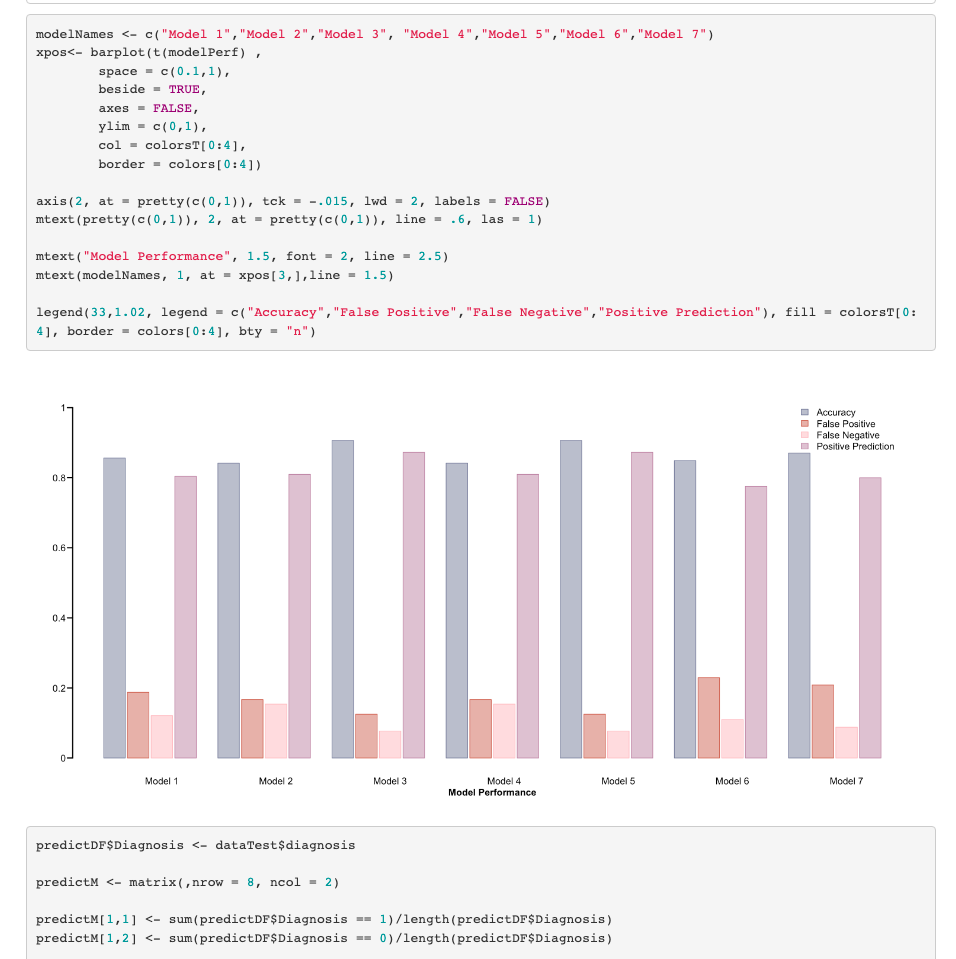 modelNames <- c("Model 1","Model 2","Model 3", "Model 4","Model 5","Model 6","Model 7")
xpos<- barplot(t(modelPerf) ,
        space = c(0.1,1),
        beside = TRUE,
        axes = FALSE,
        ylim = c(0,1),
        col = colorsT[0:4],
        border = colors[0:4])

axis(2, at = pretty(c(0,1)), tck = -.015, lwd = 2, labels = FALSE)
mtext(pretty(c(0,1)), 2, at = pretty(c(0,1)), line = .6, las = 1)

mtext("Model Performance", 1.5, font = 2, line = 2.5)
mtext(modelNames, 1, at = xpos[3,],line = 1.5)

legend(33,1.02, legend = c("Accuracy","False Positive","False Negative","Positive Prediction"), fill = colorsT[0:
4], border = colors[0:4], bty = "n")

1
Accuracy
False Positive
False Negative
Positive Prediction
0.8
0.6
0.4
0.2
0
Model 1 Model 2 Model 3 Model 4 Model 5 Model 6 Model 7
Model Performance

predictDF$Diagnosis <- dataTest$diagnosis

predictM <- matrix(,nrow = 8, ncol = 2)

predictM[1,1] <- sum(predictDF$Diagnosis == 1)/length(predictDF$Diagnosis)
predictM[1,2] <- sum(predictDF$Diagnosis == 0)/length(predictDF$Diagnosis)